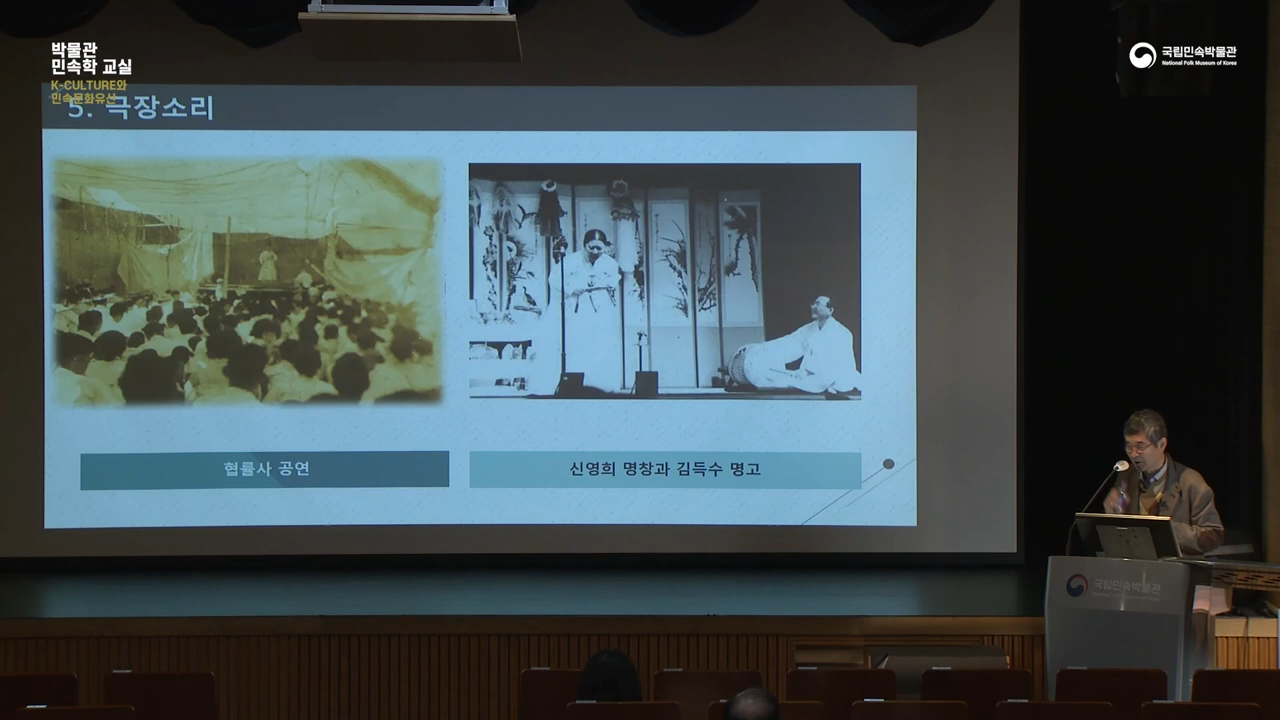 박물관
민속학 교실
K-CULTURE와
민속문화유산
국립민속박물관
National Folk Museum of Korea
5. 극장소리
협률사 공연
신영희 명창과 김득수 명고
국립민속박물관